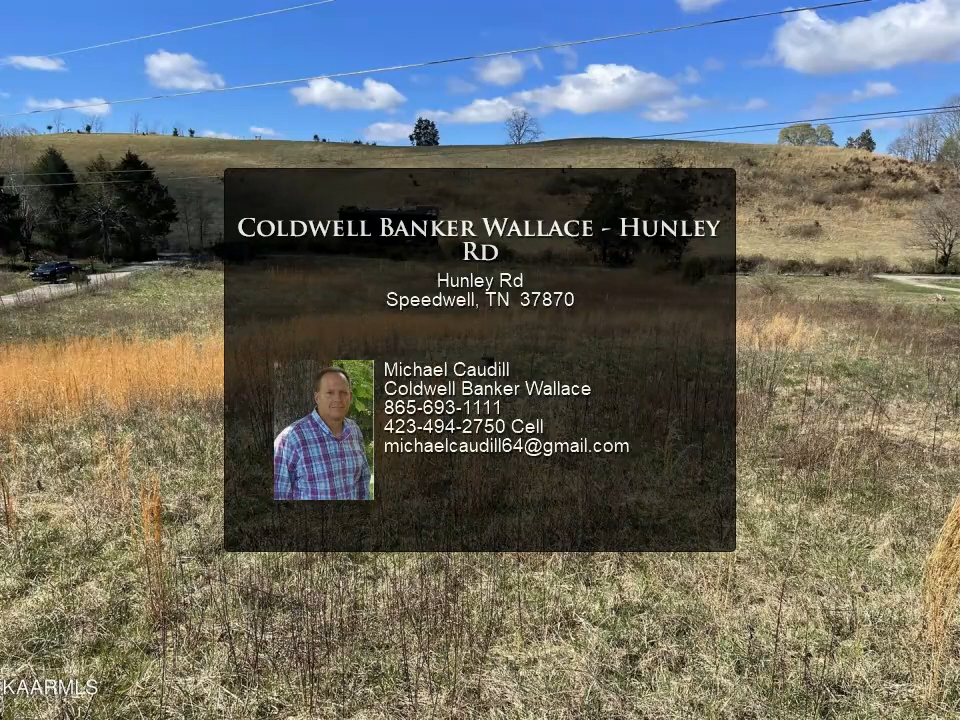 Coldwell Banker Wallace - Hunley
Rd
Hunley Rd
Speedwell, TN  37870
Michael Caudill
Coldwell Banker Wallace
865-693-1111
423-494-2750 Cell
michaelcaudill64@gmail.com
KAARMLS